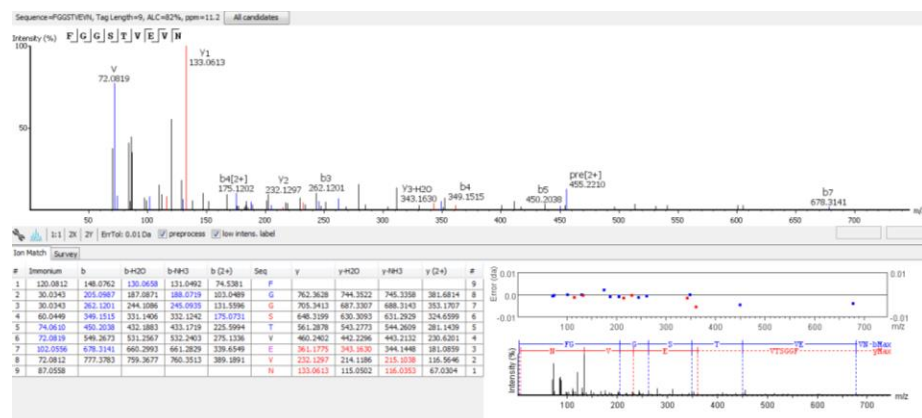 Sequence=FGGSTVEVN, Tag Length=9, ALC=82%, ppm=11.2 All candidates
Intensity (%) F G G S T V E V N
100
50
V
72.0819
Y1
133.0613
b4[2+]
175.1202
Y2
232.1297
b3
262.1201
Y3-H2O
343.1630
b4
349.1515
b5
450.2038
pre[2+]
455.2210
b7
678.3141
50 100 150 200 250 300 350 400 450 500 550 600 650 700 m/z
1:1 2X 2Y ErrTol: 0.01 Da preprocess low intens. label
Ion Match Survey
# Immonium b b-H2O b-NH3 b (2+) Seq y y-H2O y-NH3 y (2+) #
1 120.0812 148.0762 130.0658 131.0492 74.5381 F 9
2 30.0343 205.0987 187.0871 188.0719 103.0489 G 762.3628 744.3522 745.3358 381.6814 8
3 30.0343 262.1201 244.1086 245.0935 131.5596 G 705.3413 687.3307 688.3143 353.1707 7
4 60.0449 349.1515 331.1406 332.1242 175.0731 S 648.3199 630.3093 631.2929 324.6599 6
5 74.0610 450.2038 432.1883 433.1719 225.5994 T 561.2878 543.2773 544.2609 281.1439 5
6 72.0819 549.2673 531.2567 532.2403 275.1336 V 460.2402 442.2296 443.2132 230.6201 4
7 102.0556 678.3141 660.2993 661.2829 339.6549 E 361.1775 343.1630 344.1448 181.0859 3
8 72.0812 777.3783 759.3677 760.3513 389.1891 V 232.1297 214.1186 215.1038 116.5646 2
9 87.0558 N 133.0613 115.0502 116.0353 67.0304 1
Error (da)
0.01 0.01
0.0
-0.01 -0.01
100 200 300 400 500 600 700 m/z
FG G S T VE VN bMax
N V E VTSGGF yMax
Intensity (%)
100 200 300 400 500 600 700 m/z